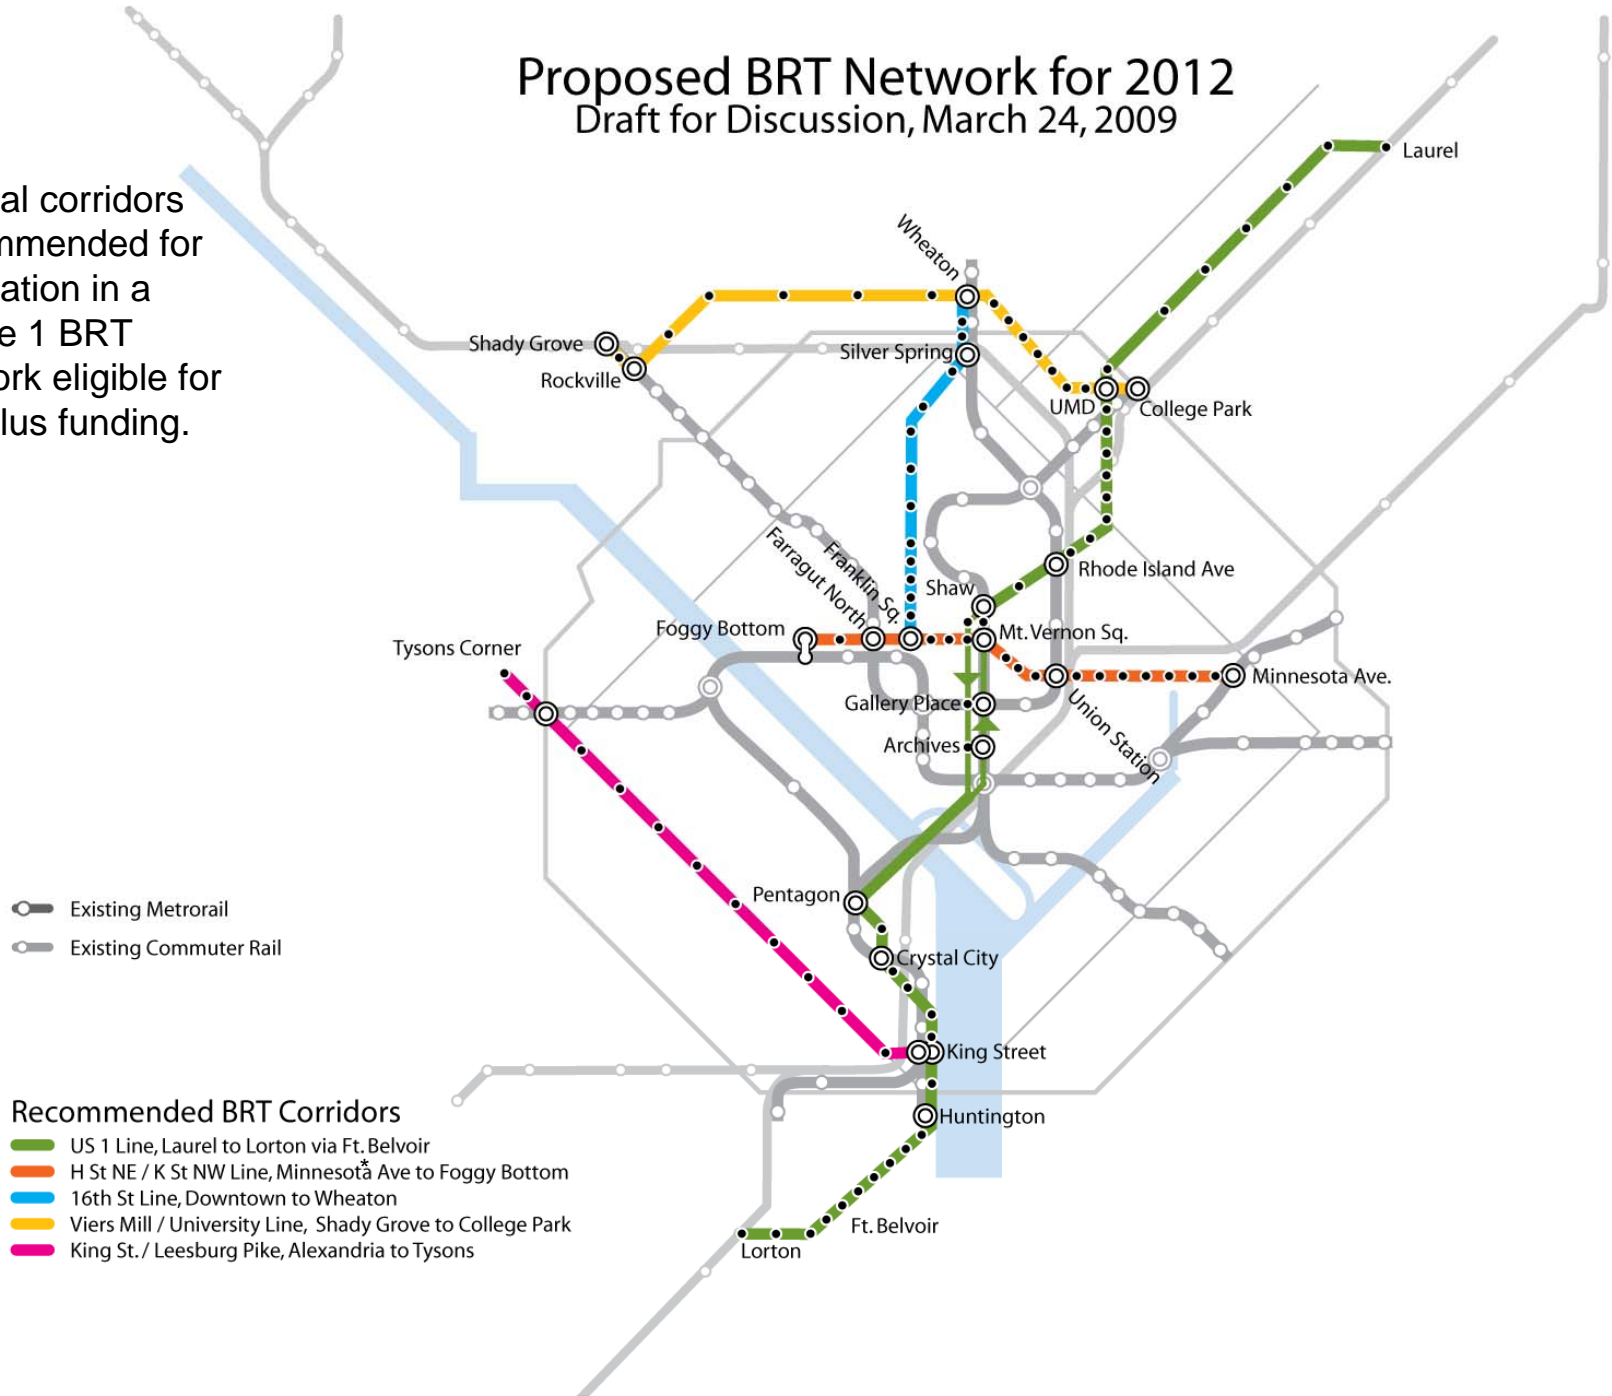 Proposed BRT Network for 2012
Draft for Discussion, March 24, 2009
al corridors
mmended for
ation in a
e 1 BRT
ork eligible for
lus funding.
Laurel
Wheaton
Shady Grove
Silver Spring
Rockville
UMD
College Park
Farragut North
Franklin Sq.
Rhode Island Ave
Shaw
Foggy Bottom
Mt. Vernon Sq.
Tysons Corner
Minnesota Ave.
Gallery Place
Union Station
Archives
Pentagon
Existing Metrorail
Existing Commuter Rail
Crystal City
King Street
Huntington
Ft. Belvoir
Lorton
Recommended BRT Corridors
US 1 Line, Laurel to Lorton via Ft. Belvoir
*
H St NE / K St NW Line, Minnesota Ave to Foggy Bottom
16th St Line, Downtown to Wheaton
Viers Mill / University Line, Shady Grove to College Park
King St. / Leesburg Pike, Alexandria to Tysons